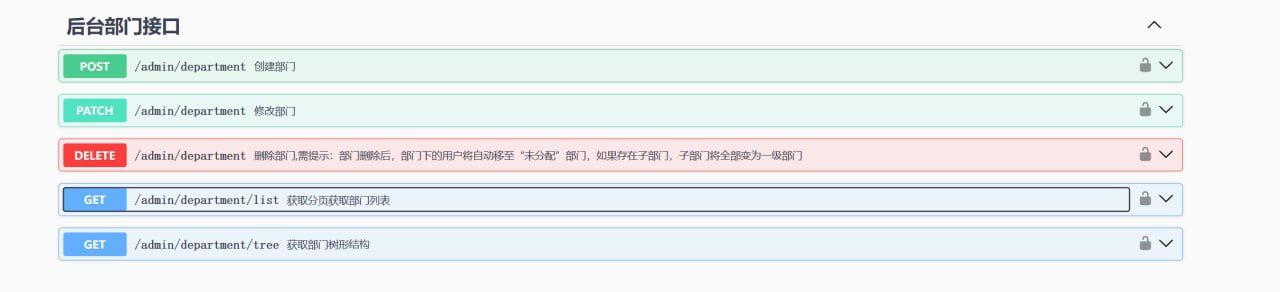 后台部门接口
POST /admin/department 创建部门
PATCH /admin/department 修改部门
DELETE /admin/department 删除部门,需提示：部门删除后，部门下的用户将自动移至“未分配”部门，如果存在子部门，子部门将全部变为一级部门
GET /admin/department/list 获取分页获取部门列表
GET /admin/department/tree 获取部门树形结构